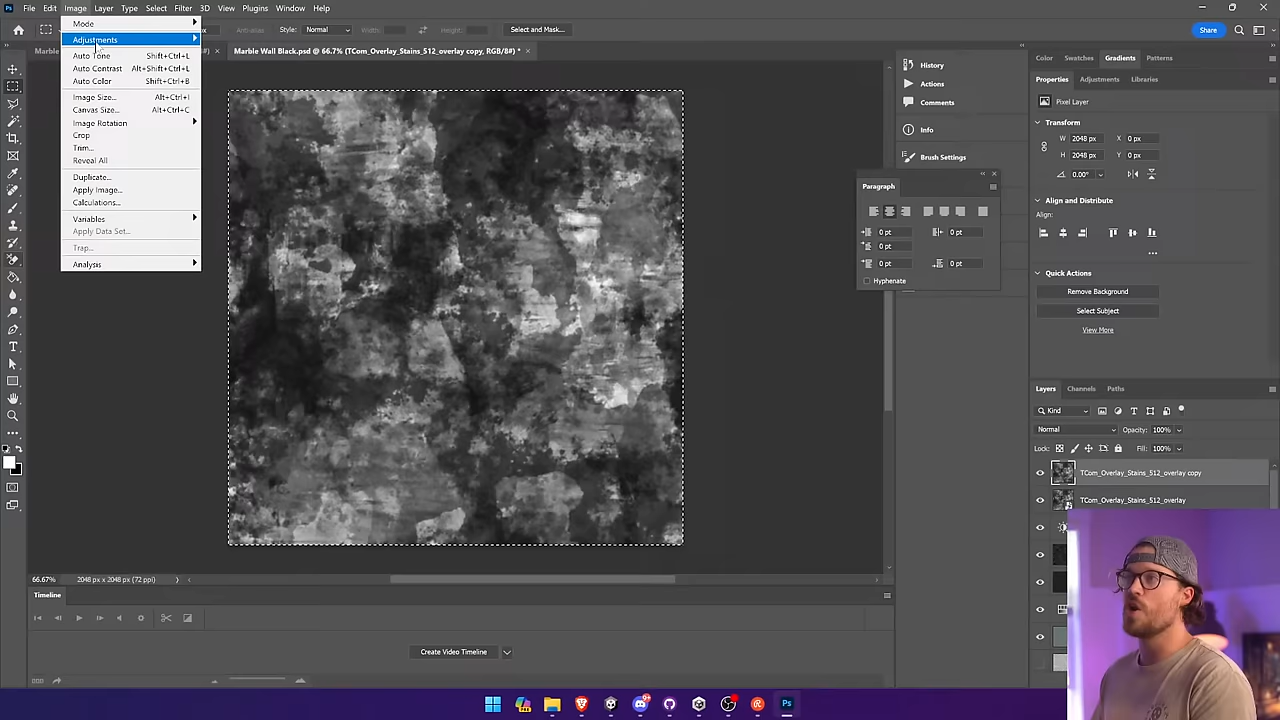 File Edit Image Layer Type Select Filter 3D View Plugins Window Help
Mode
Adjustments
Auto Tone Shift+Ctrl+L
Auto Contrast Alt+Shift+Ctrl+L
Auto Color Shift+Ctrl+B
Image Size... Alt+Ctrl+I
Canvas Size... Alt+Ctrl+C
Image Rotation
Crop
Trim...
Reveal All
Duplicate...
Apply Image...
Calculations...
Variables
Apply Data Set...
Trap...
Analysis
Anti-alias Style: Normal Width: Height: Select and Mask...
Share
Marble Wall Black.psd @ 66.7% (TCom_Overlay_Stains_512_overlay copy, RGB/8#) *
History
Actions
Comments
Info
Brush Settings
Paragraph
0 pt 0 pt
0 pt
0 pt 0 pt
Hyphenate
Color Swatches Gradients Patterns
Properties Adjustments Libraries
Pixel Layer
Transform
W 2048 px X 0 px
H 2048 px Y 0 px
0.00°
Align and Distribute
Align:
Quick Actions
Remove Background
Select Subject
View More
Layers Channels Paths
Kind
Normal Opacity: 100%
Lock: Fill: 100%
TCom_Overlay_Stains_512_overlay copy
TCom_Overlay_Stains_512_overlay
66.67% 2048 px x 2048 px (72 ppi)
Timeline
Create Video Timeline